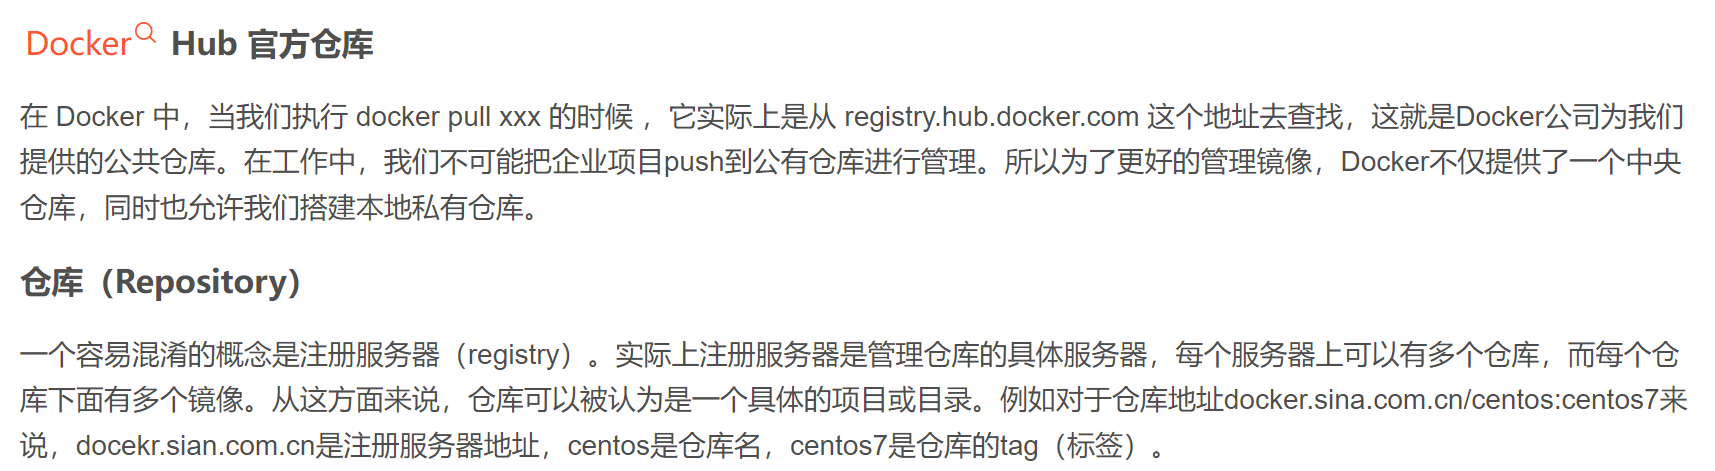 Docker Hub 官方仓库
在 Docker 中，当我们执行 docker pull xxx 的时候 ，它实际上是从 registry.hub.docker.com 这个地址去查找，这就是Docker公司为我们
提供的公共仓库。在工作中，我们不可能把企业项目push到公有仓库进行管理。所以为了更好的管理镜像，Docker不仅提供了一个中央
仓库，同时也允许我们搭建本地私有仓库。
仓库（Repository）
一个容易混淆的概念是注册服务器（registry）。实际上注册服务器是管理仓库的具体服务器，每个服务器上可以有多个仓库，而每个仓
库下面有多个镜像。从这方面来说，仓库可以被认为是一个具体的项目或目录。例如对于仓库地址docker.sina.com.cn/centos:centos7来
说，docekr.sian.com.cn是注册服务器地址，centos是仓库名，centos7是仓库的tag（标签）。